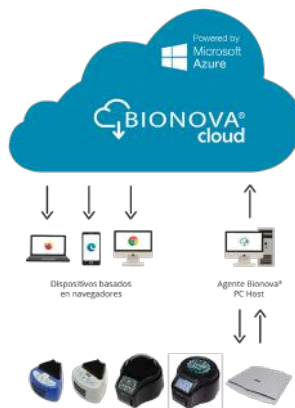 Powered by
Microsoft
Azure
BIONOVA®
cloud
Dispositivos basados
en navegadores
Agente Bionova®
PC Host